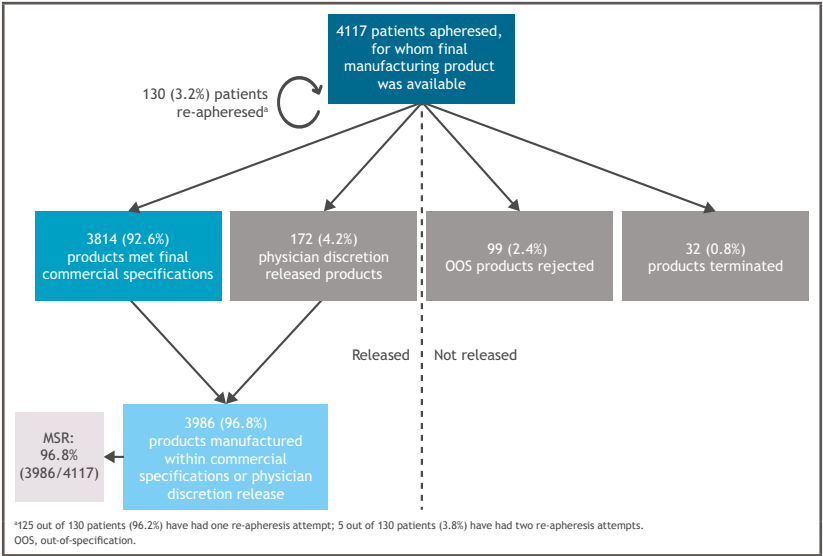 4117 patients apheresed,
for whom final
manufacturing product
was available
130 (3.2%) patients
re-apheresedᵃ
3814 (92.6%)
products met final
commercial specifications
172 (4.2%)
physician discretion
released products
99 (2.4%)
OOS products rejected
32 (0.8%)
products terminated
Released
Not released
MSR:
96.8%
(3986/4117)
3986 (96.8%)
products manufactured
within commercial
specifications or physician
discretion release
ᵃ125 out of 130 patients (96.2%) have had one re-apheresis attempt; 5 out of 130 patients (3.8%) have had two re-apheresis attempts.
OOS, out-of-specification.